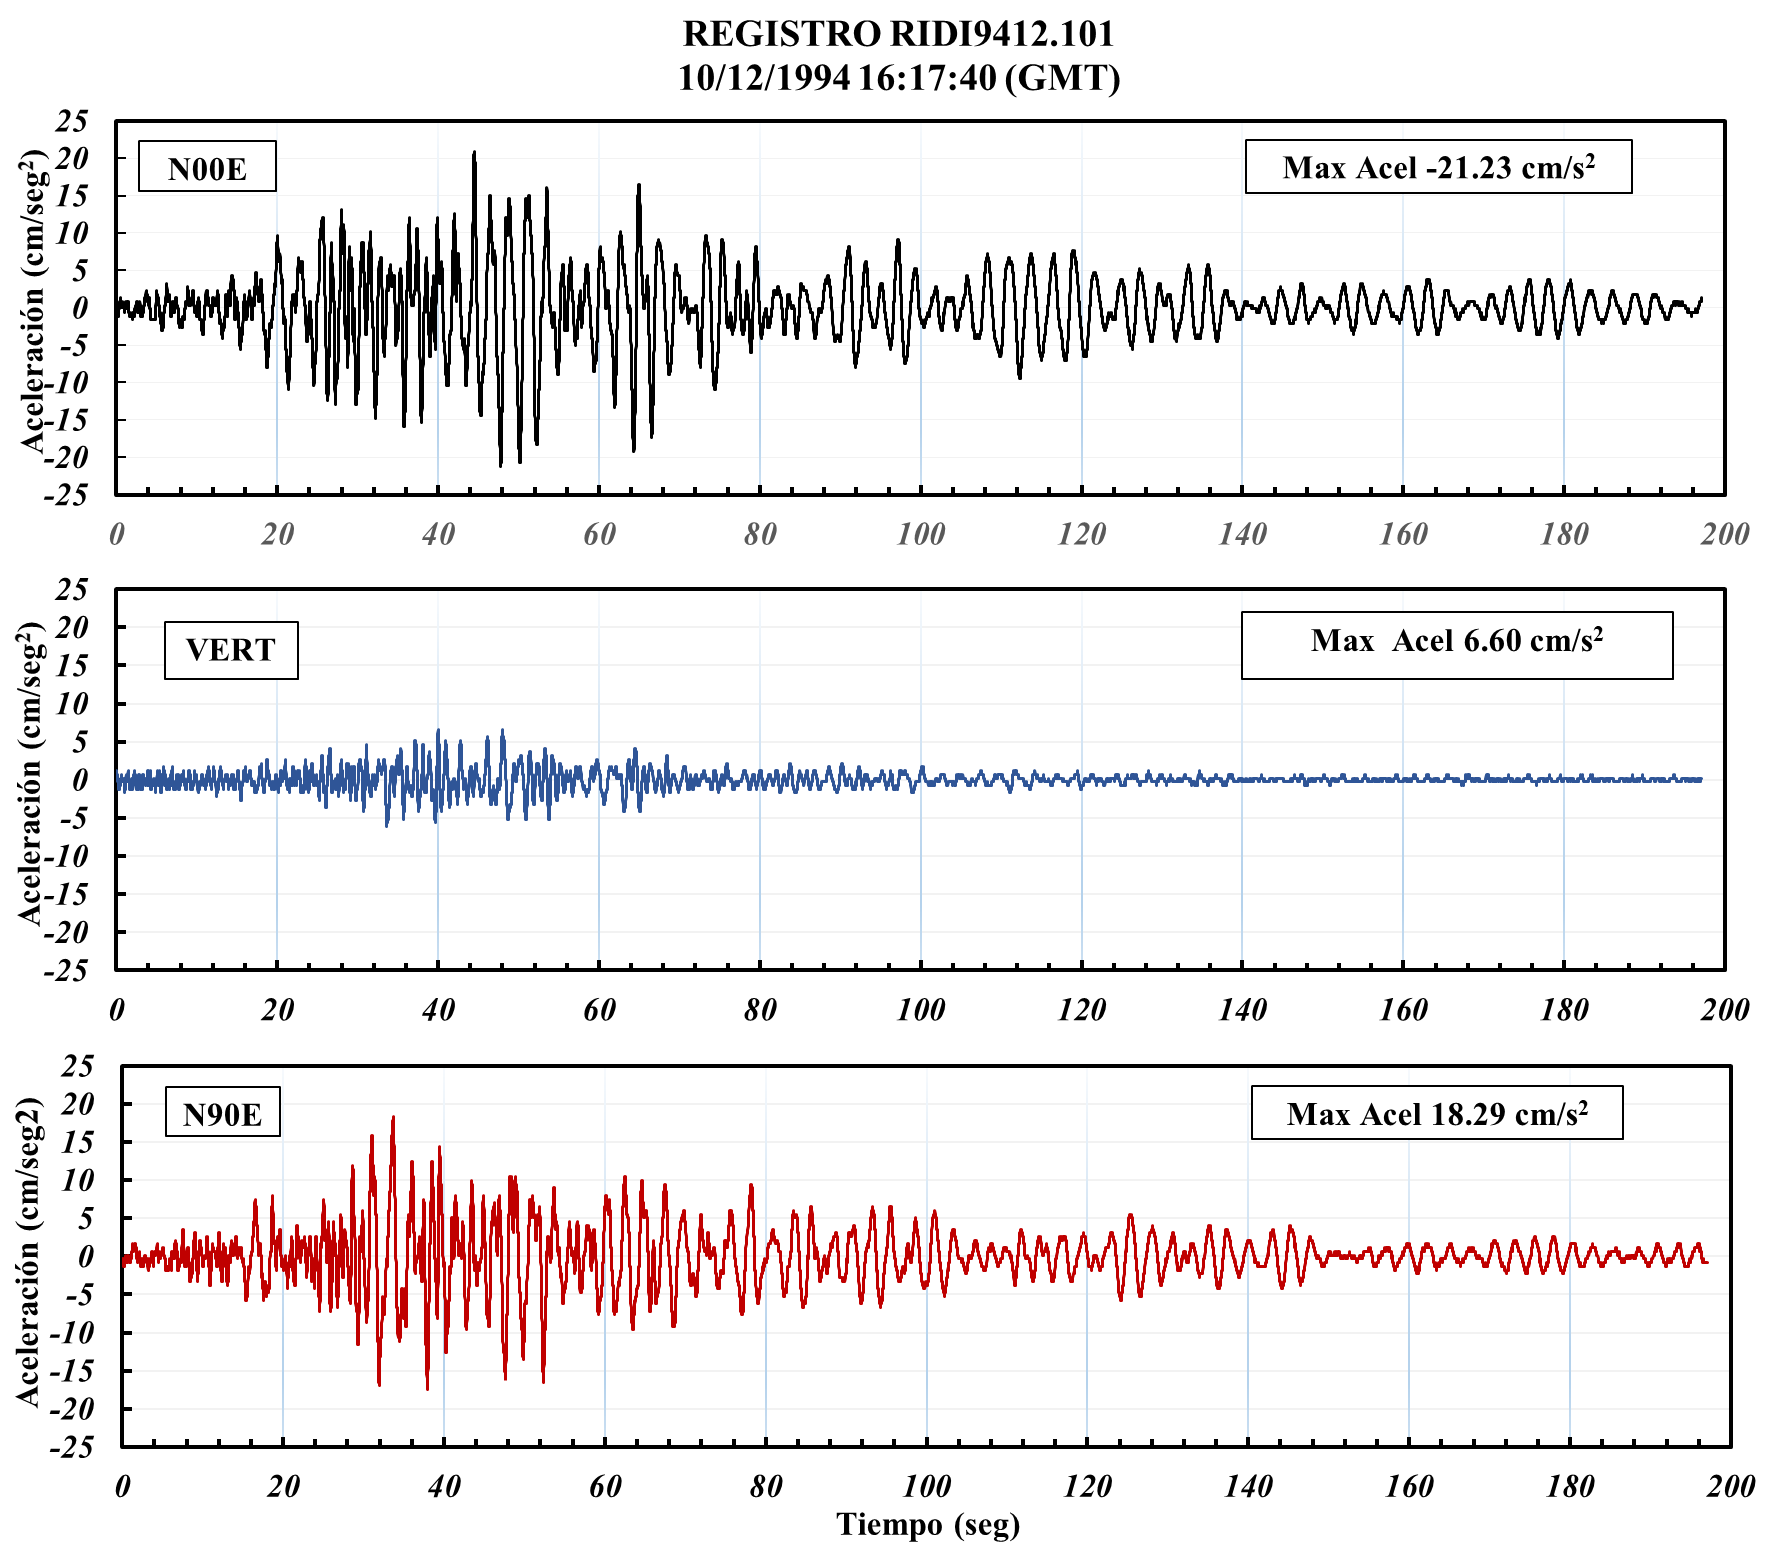 REGISTRO RIDI9412.101
10/12/1994 16:17:40 (GMT)
Aceleración (cm/seg²)
25
20
15
10
5
0
-5
-10
-15
-20
-25
N00E
Max Acel -21.23 cm/s²
0 20 40 60 80 100 120 140 160 180 200
Aceleración (cm/seg²)
25
20
15
10
5
0
-5
-10
-15
-20
-25
VERT
Max Acel 6.60 cm/s²
0 20 40 60 80 100 120 140 160 180 200
Aceleración (cm/seg2)
25
20
15
10
5
0
-5
-10
-15
-20
-25
N90E
Max Acel 18.29 cm/s²
0 20 40 60 80 100 120 140 160 180 200
Tiempo (seg)